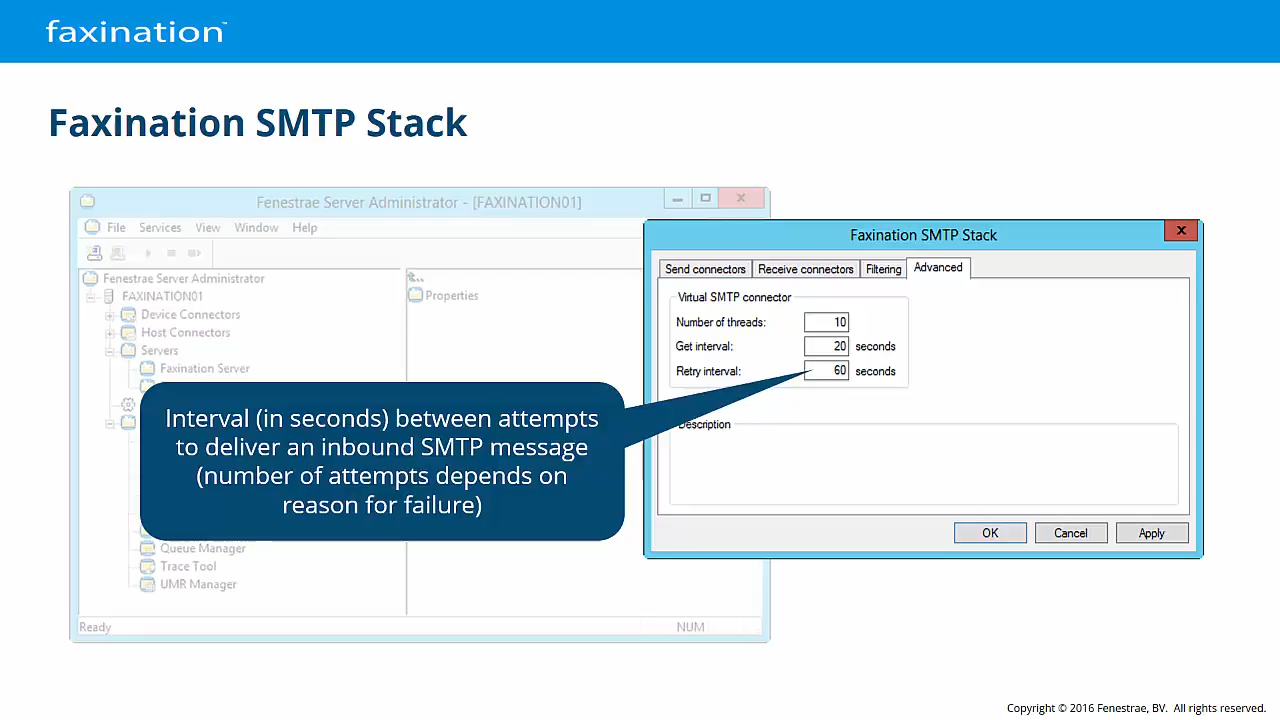 faxination™
Faxination SMTP Stack
Fenestrae Server Administrator - [FAXINATION01]
File Services View Window Help
Fenestrae Server Administrator
FAXINATION01
Device Connectors
Host Connectors
Servers
Faxination Server
Queue Manager
Trace Tool
UMR Manager
Properties
Ready
NUM
Interval (in seconds) between attempts
to deliver an inbound SMTP message
(number of attempts depends on
reason for failure)
Faxination SMTP Stack
Send connectors Receive connectors Filtering Advanced
Virtual SMTP connector
Number of threads: 10
Get interval: 20 seconds
Retry interval: 60 seconds
Description
OK Cancel Apply
Copyright © 2016 Fenestrae, BV. All rights reserved.